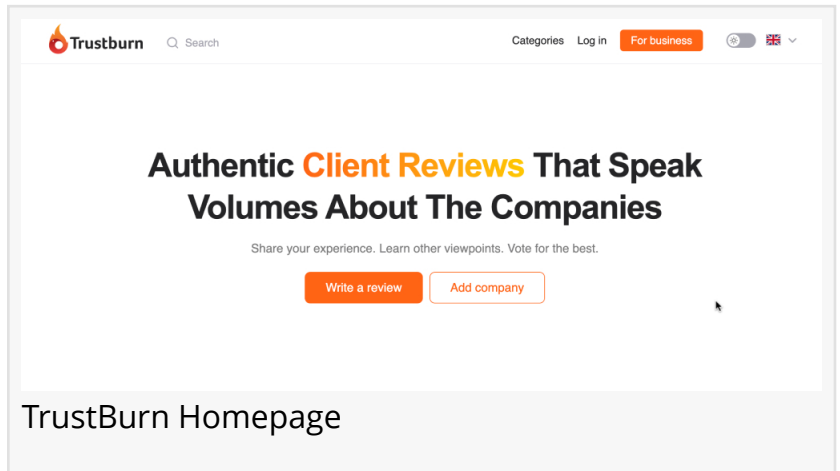 Trustburn Search Categories Log in For business
Authentic Client Reviews That Speak
Volumes About The Companies
Share your experience. Learn other viewpoints. Vote for the best.
Write a review Add company
TrustBurn Homepage